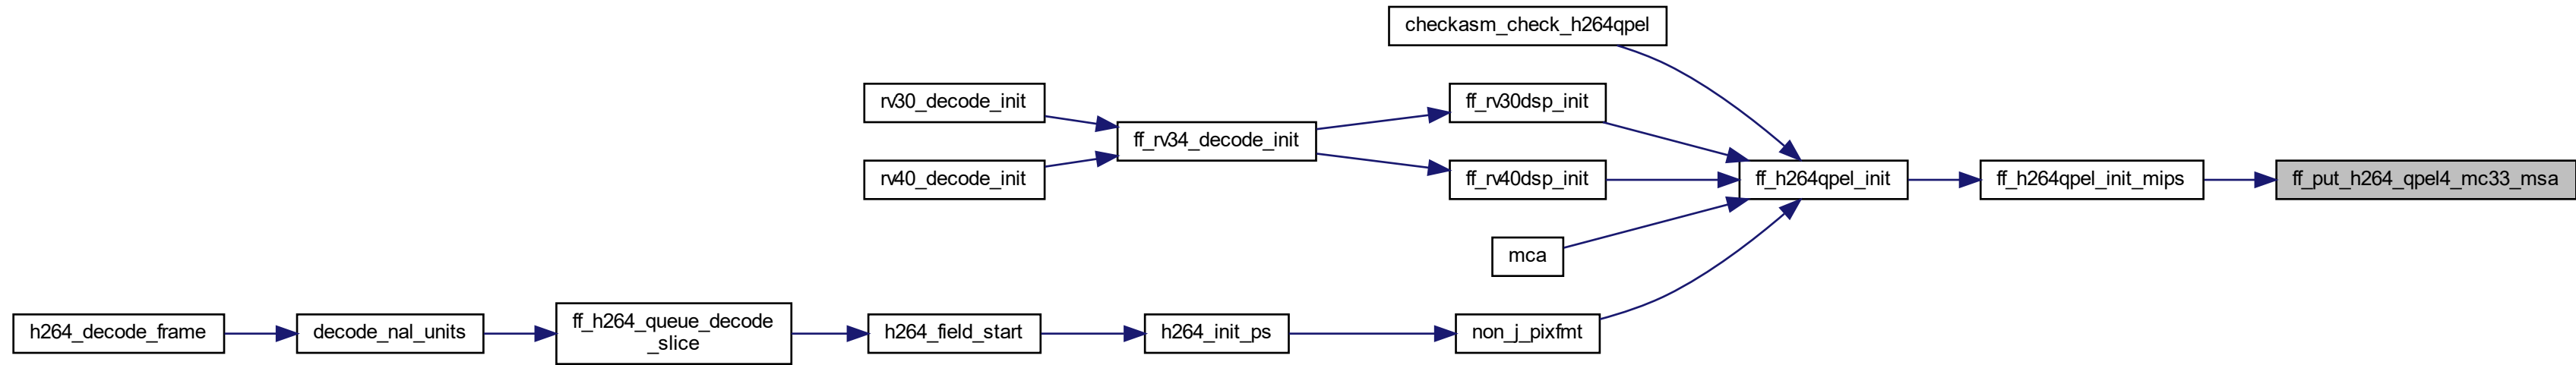 checkasm_check_h264qpel
rv30_decode_init
ff_rv30dsp_init
ff_rv34_decode_init
rv40_decode_init
ff_rv40dsp_init
ff_h264qpel_init
ff_h264qpel_init_mips
ff_put_h264_qpel4_mc33_msa
mca
h264_decode_frame
decode_nal_units
ff_h264_queue_decode
_slice
h264_field_start
h264_init_ps
non_j_pixfmt